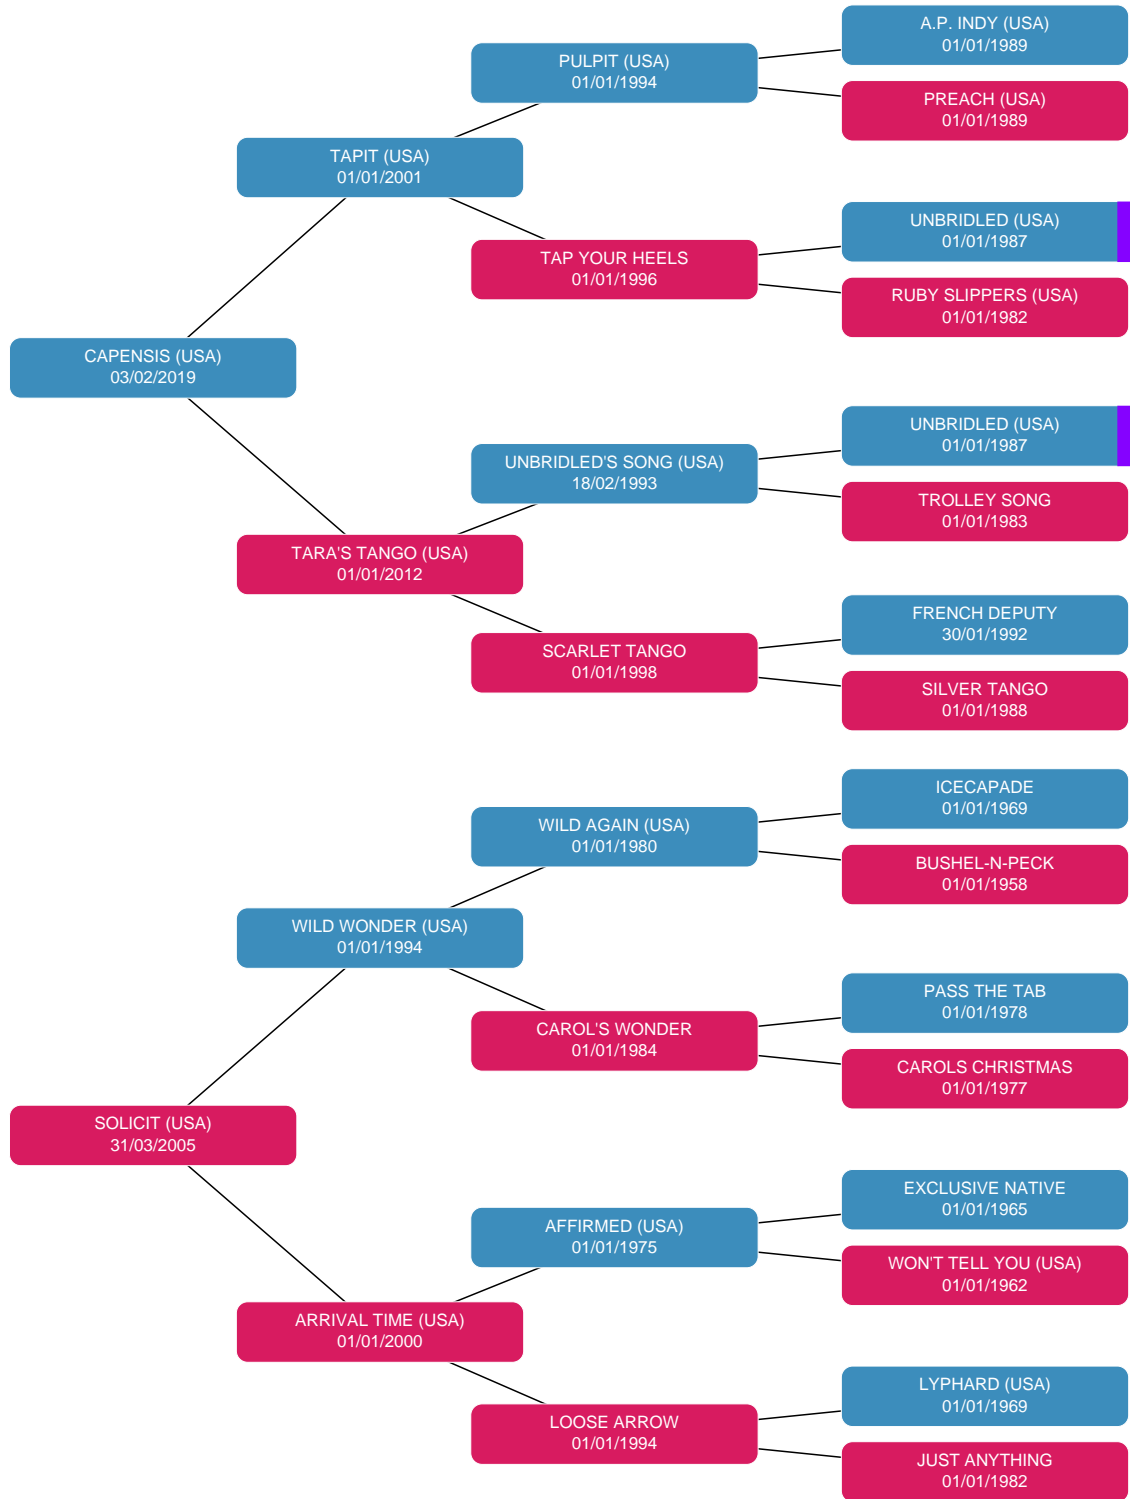 A.P. INDY (USA)
01/01/1989
PULPIT (USA)
01/01/1994
PREACH (USA)
01/01/1989
TAPIT (USA)
01/01/2001
UNBRIDLED (USA)
01/01/1987
TAP YOUR HEELS
01/01/1996
RUBY SLIPPERS (USA)
01/01/1982
CAPENSIS (USA)
03/02/2019
UNBRIDLED (USA)
01/01/1987
UNBRIDLED'S SONG (USA)
18/02/1993
TROLLEY SONG
01/01/1983
TARA'S TANGO (USA)
01/01/2012
FRENCH DEPUTY
30/01/1992
SCARLET TANGO
01/01/1998
SILVER TANGO
01/01/1988
ICECAPADE
01/01/1969
WILD AGAIN (USA)
01/01/1980
BUSHEL-N-PECK
01/01/1958
WILD WONDER (USA)
01/01/1994
PASS THE TAB
01/01/1978
CAROL'S WONDER
01/01/1984
CAROLS CHRISTMAS
01/01/1977
SOLICIT (USA)
31/03/2005
EXCLUSIVE NATIVE
01/01/1965
AFFIRMED (USA)
01/01/1975
WON'T TELL YOU (USA)
01/01/1962
ARRIVAL TIME (USA)
01/01/2000
LYPHARD (USA)
01/01/1969
LOOSE ARROW
01/01/1994
JUST ANYTHING
01/01/1982